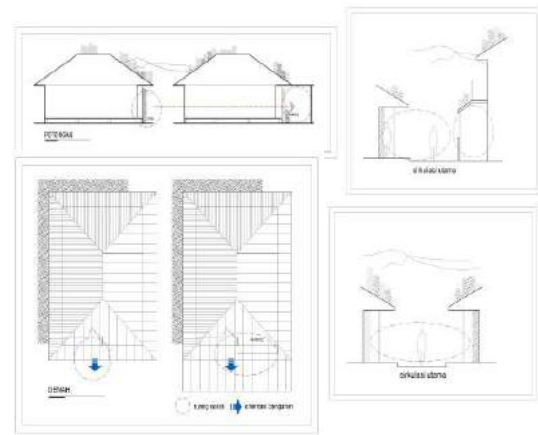 POTONGAN
sirkulasi utama
DENAH
ruang sosial
orientasi bangunan
sirkulasi utama